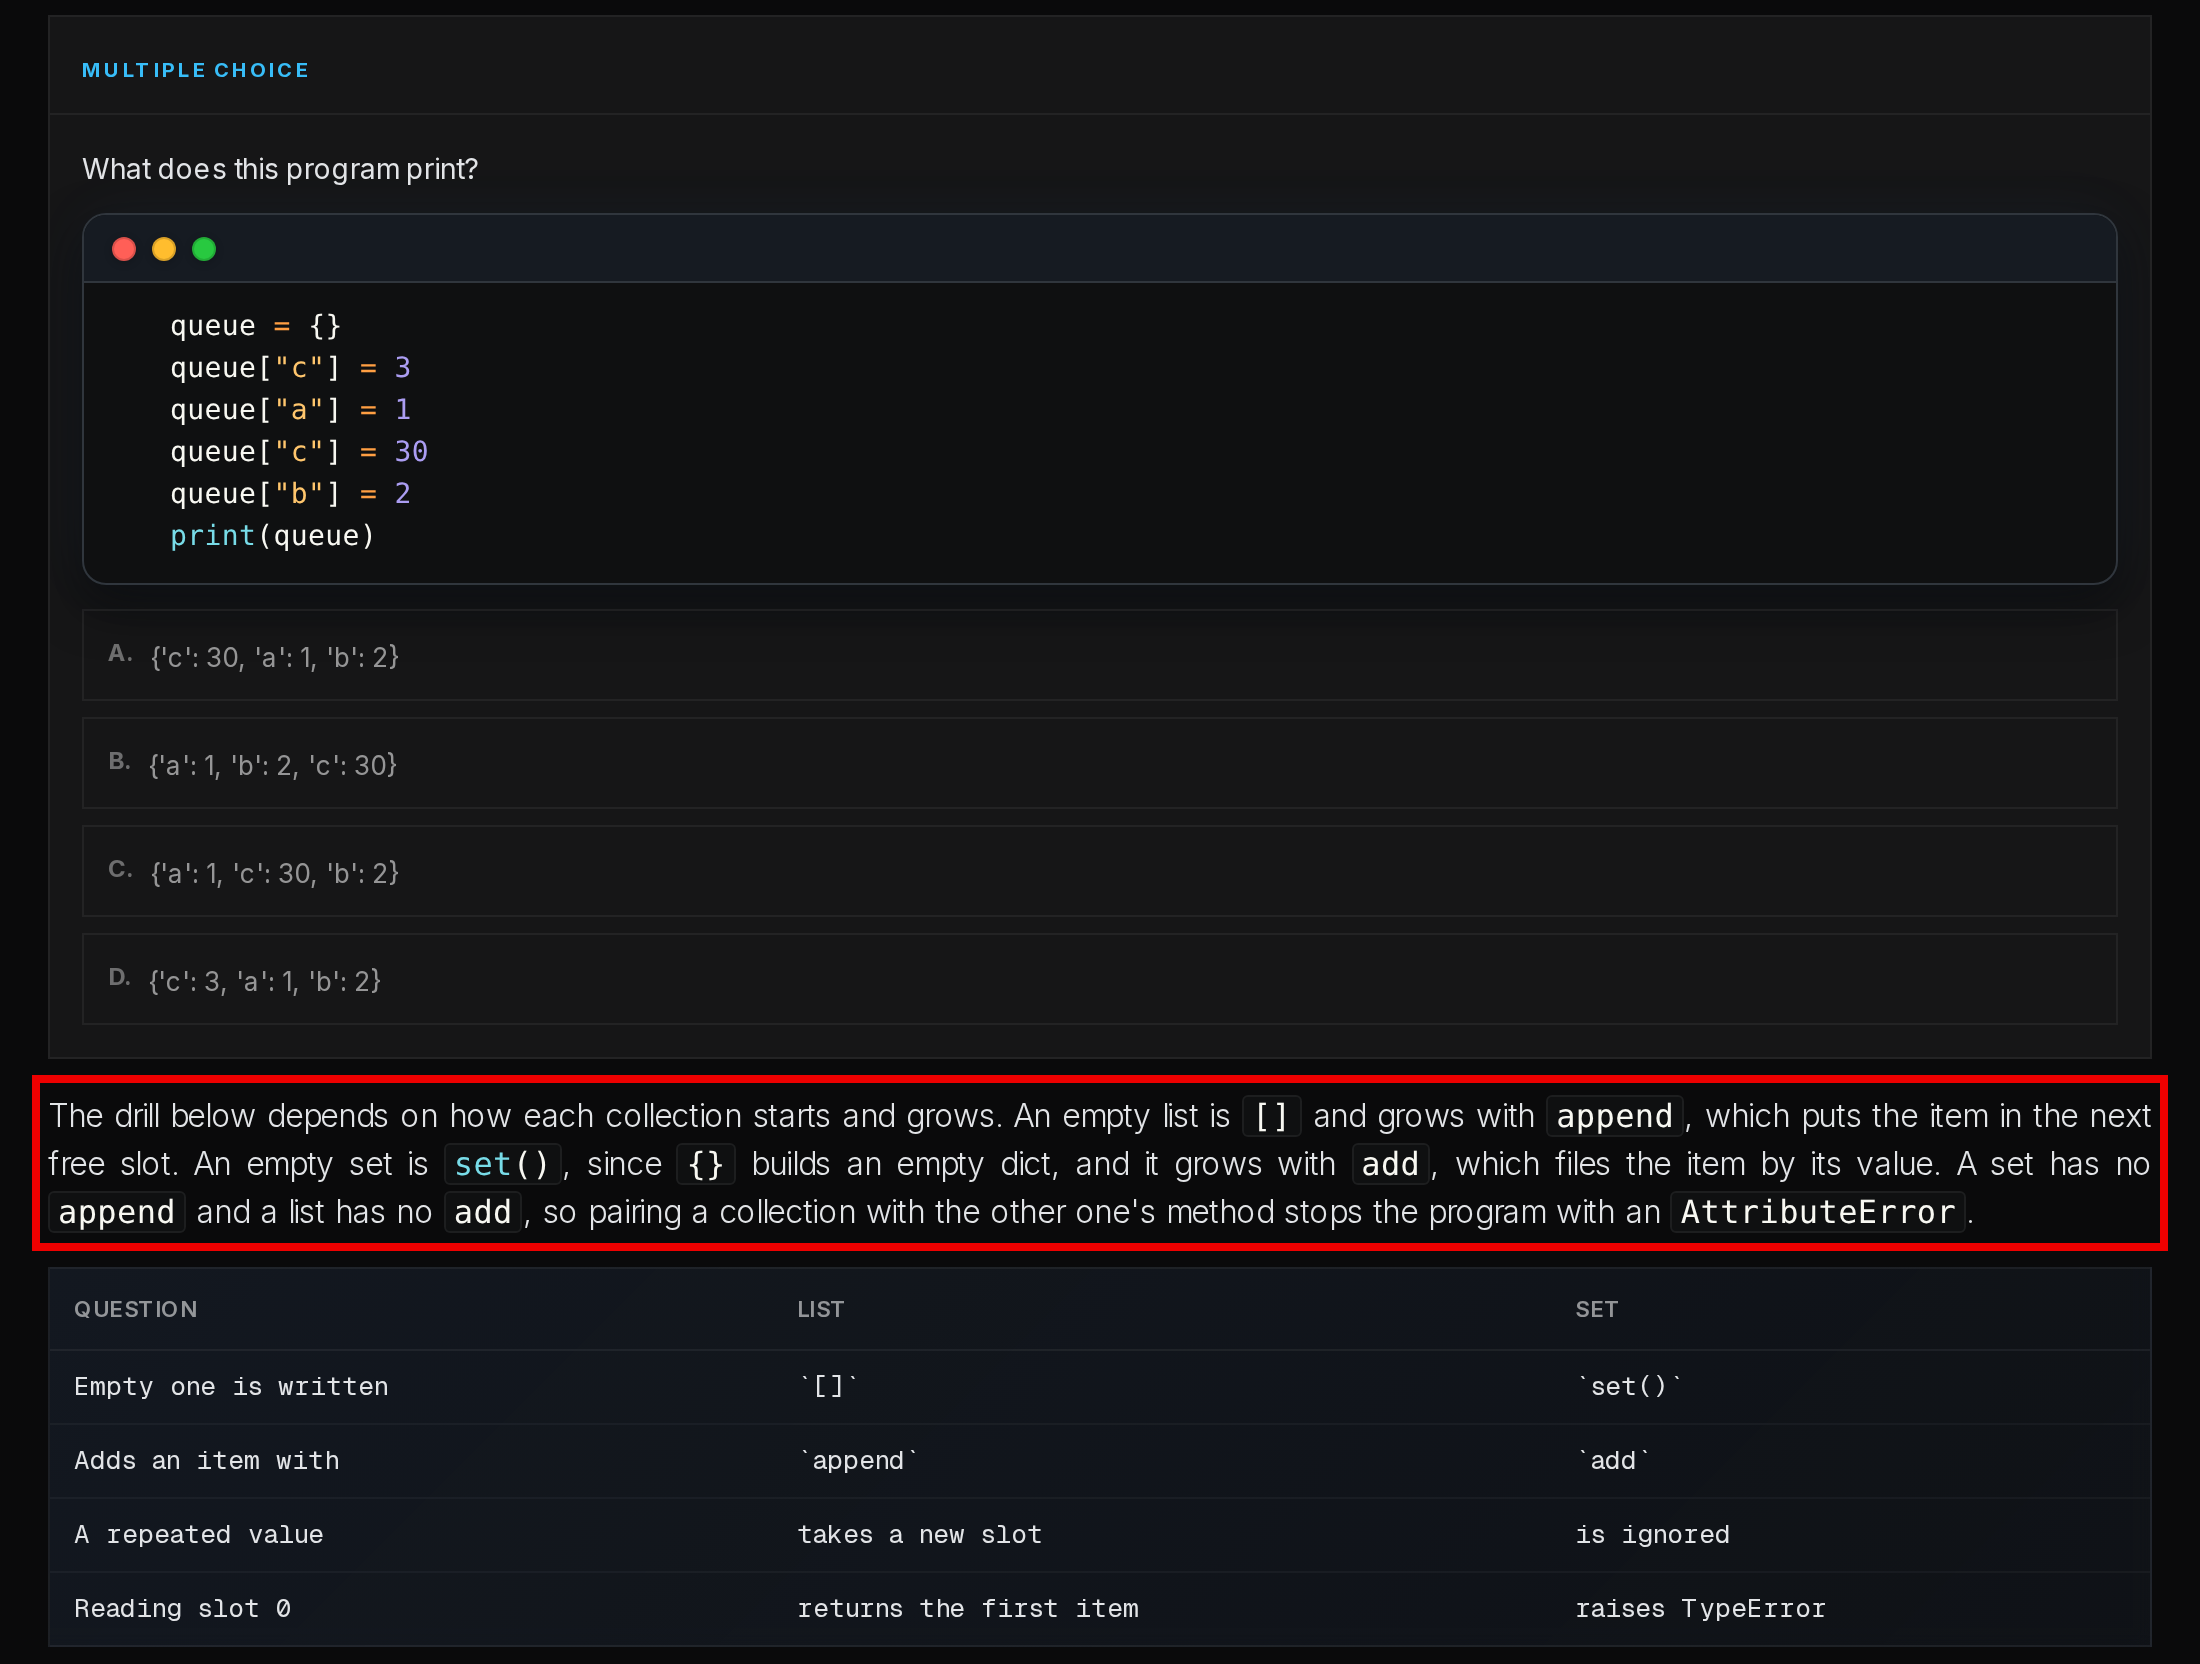 MULTIPLE CHOICE
What does this program print?
queue = {}
queue["c"] = 3
queue["a"] = 1
queue["c"] = 30
queue["b"] = 2
print(queue)
A. {'c': 30, 'a': 1, 'b': 2}
B. {'a': 1, 'b': 2, 'c': 30}
C. {'a': 1, 'c': 30, 'b': 2}
D. {'c': 3, 'a': 1, 'b': 2}
The drill below depends on how each collection starts and grows. An empty list is [] and grows with append, which puts the item in the next
free slot. An empty set is set(), since {} builds an empty dict, and it grows with add, which files the item by its value. A set has no
append and a list has no add, so pairing a collection with the other one's method stops the program with an AttributeError.
QUESTION LIST SET
Empty one is written `[]` `set()`
Adds an item with `append` `add`
A repeated value takes a new slot is ignored
Reading slot 0 returns the first item raises TypeError